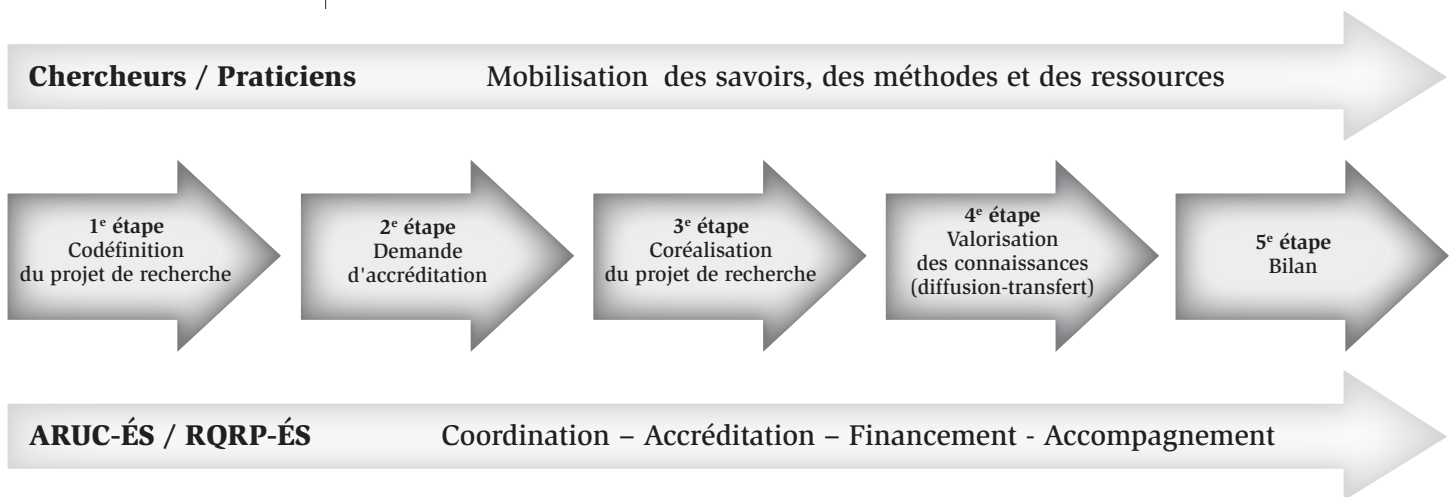 Chercheurs / Praticiens Mobilisation des savoirs, des méthodes et des ressources
1e étape
Codéfinition
du projet de recherche
2e étape
Demande
d'accréditation
3e étape
Coréalisation
du projet de recherche
4e étape
Valorisation
des connaissances
(diffusion-transfert)
5e étape
Bilan
ARUC-ÉS / RQRP-ÉS Coordination – Accréditation – Financement - Accompagnement